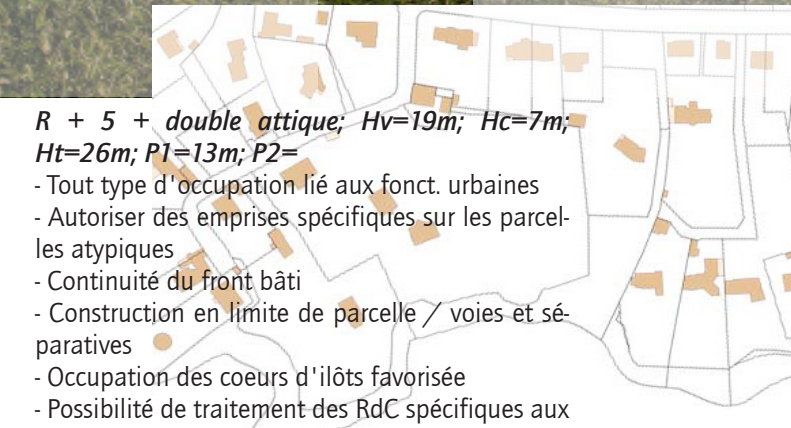 R + 5 + double attique; Hv=19m; Hc=7m;
Ht=26m; P1=13m; P2=
- Tout type d'occupation lié aux fonct. urbaines
- Autoriser des emprises spécifiques sur les parcel-
les atypiques
- Continuité du front bâti
- Construction en limite de parcelle / voies et sé-
paratives
- Occupation des coeurs d'ilôts favorisée
- Possibilité de traitement des RdC spécifiques aux